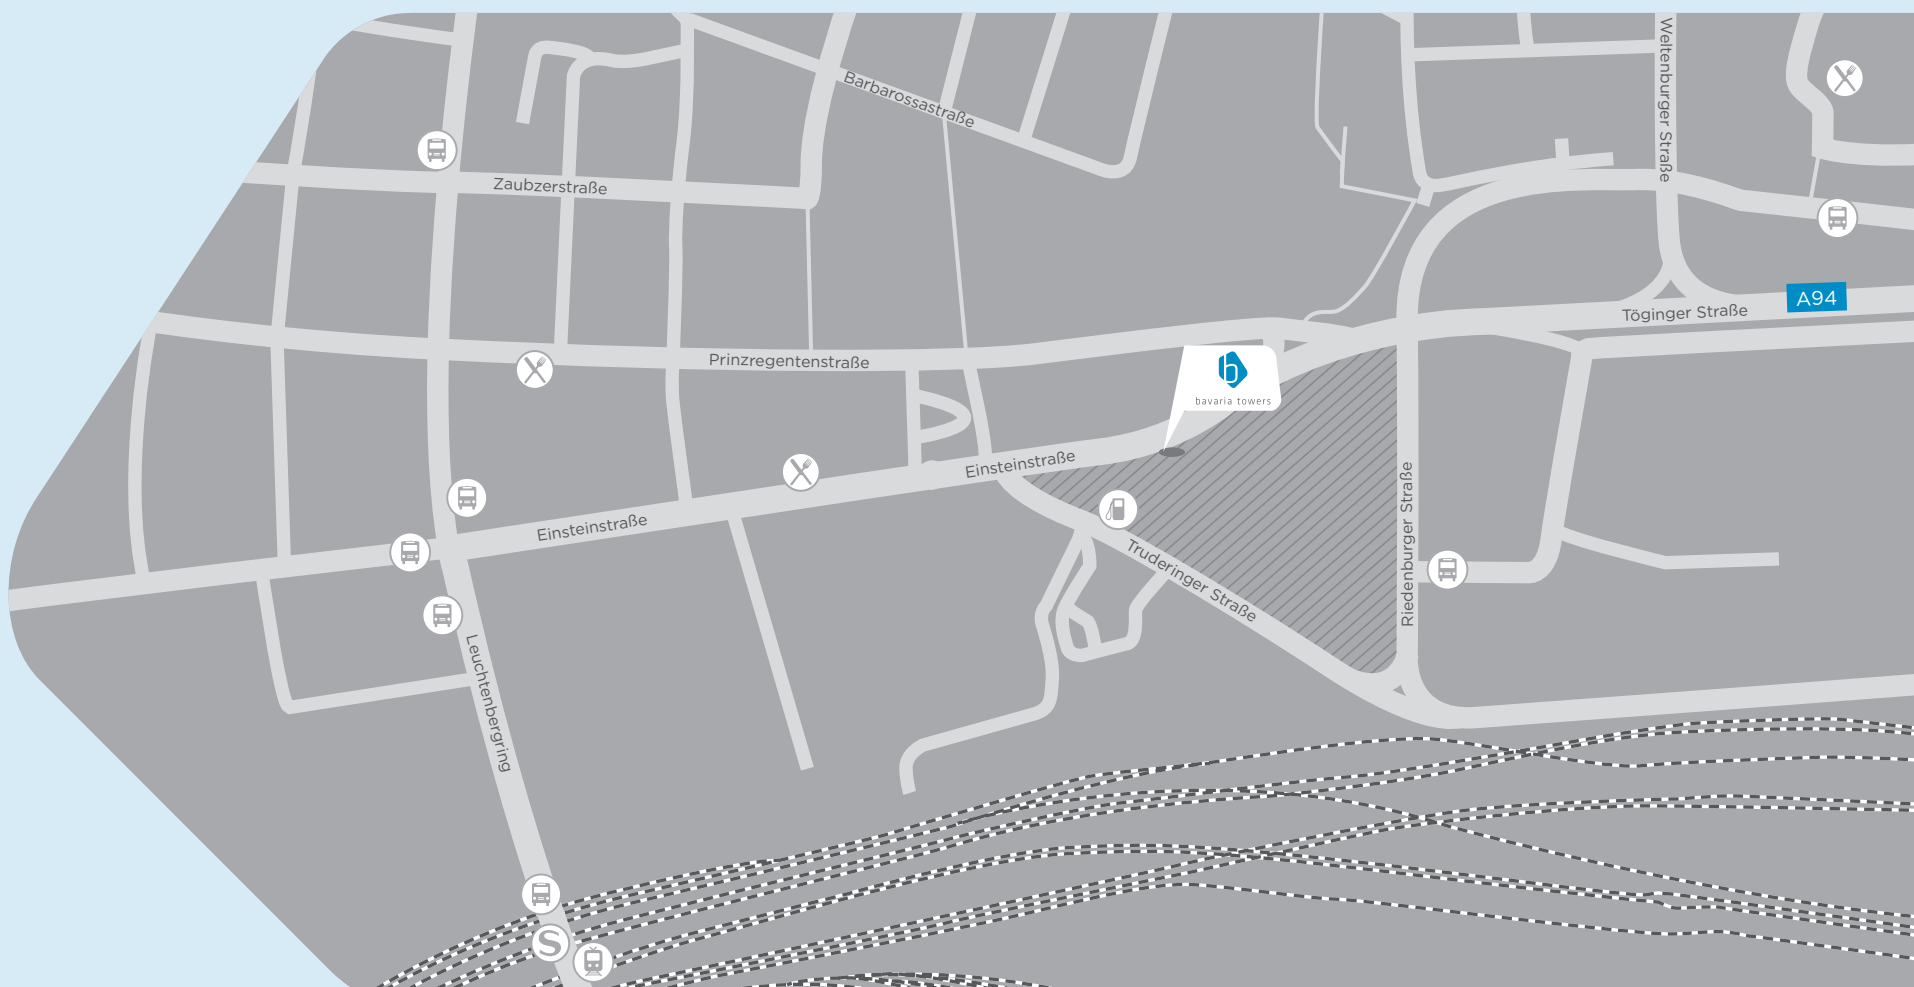 Barbarossastraße
Weltenburger Straße
Zaubzerstraße
A94
Töginger Straße
Prinzregentenstraße
b
bavaria towers
Einsteinstraße
Einsteinstraße
Riedenburger Straße
Truderinger Straße
Leuchtenbergring
S